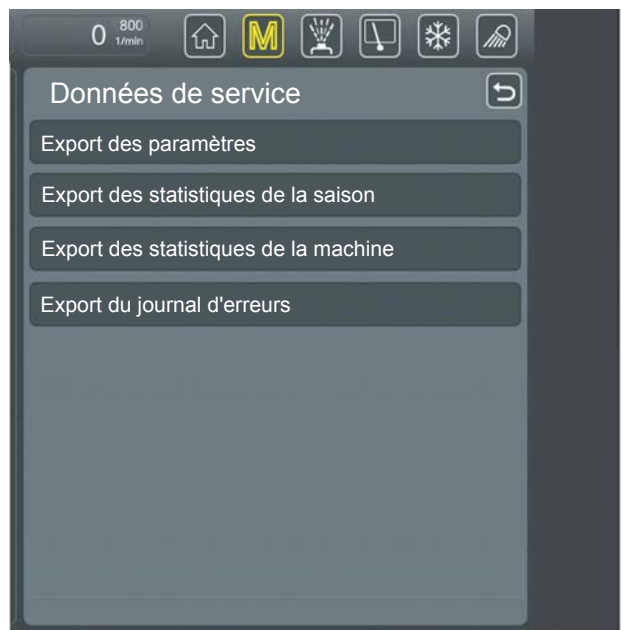 0 800
1/min
M
Données de service
Export des paramètres
Export des statistiques de la saison
Export des statistiques de la machine
Export du journal d'erreurs